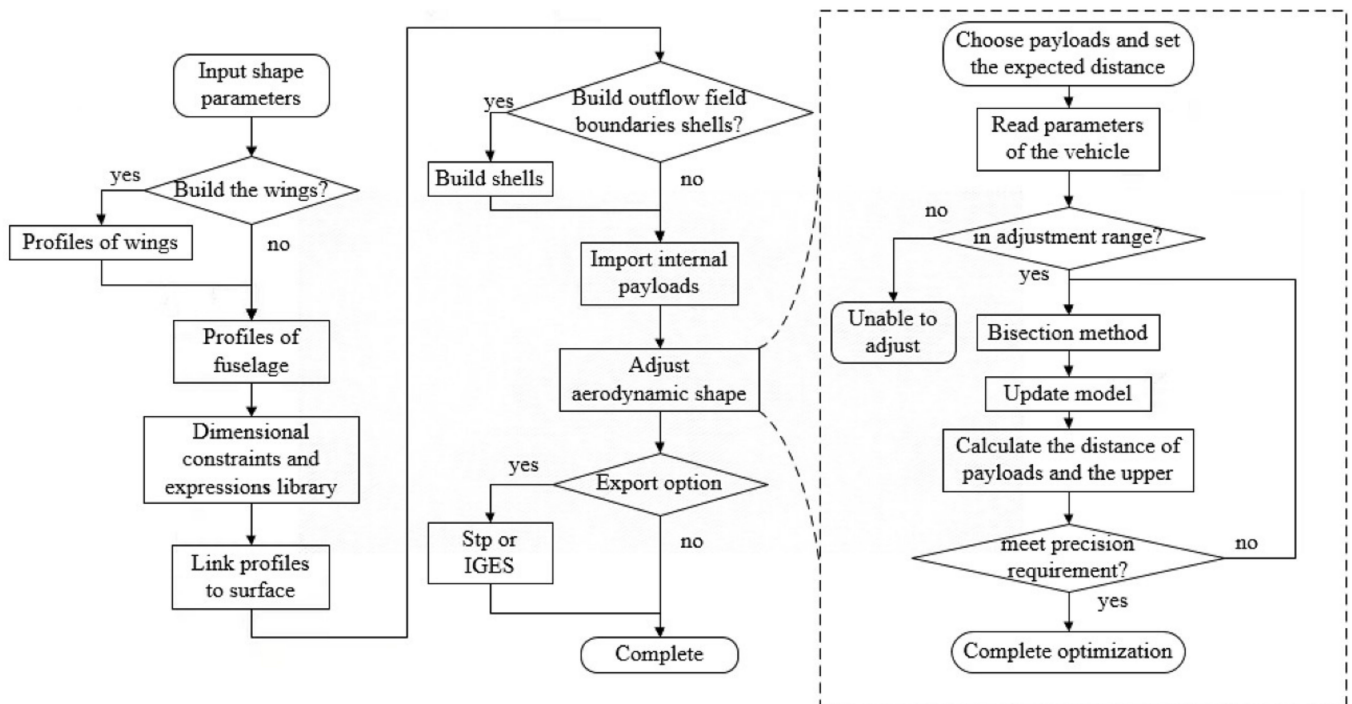 Input shape
parameters
yes
Build the wings?
Profiles of wings
no
Profiles of
fuselage
Dimensional
constraints and
expressions library
Link profiles
to surface
yes
Build outflow field
boundaries shells?
Build shells
no
Import internal
payloads
Adjust
aerodynamic shape
yes
Export option
Stp or
IGES
no
Complete
Choose payloads and set
the expected distance
Read parameters
of the vehicle
no
in adjustment range?
yes
Unable to
adjust
Bisection method
Update model
Calculate the distance of
payloads and the upper
meet precision
requirement?
no
yes
Complete optimization